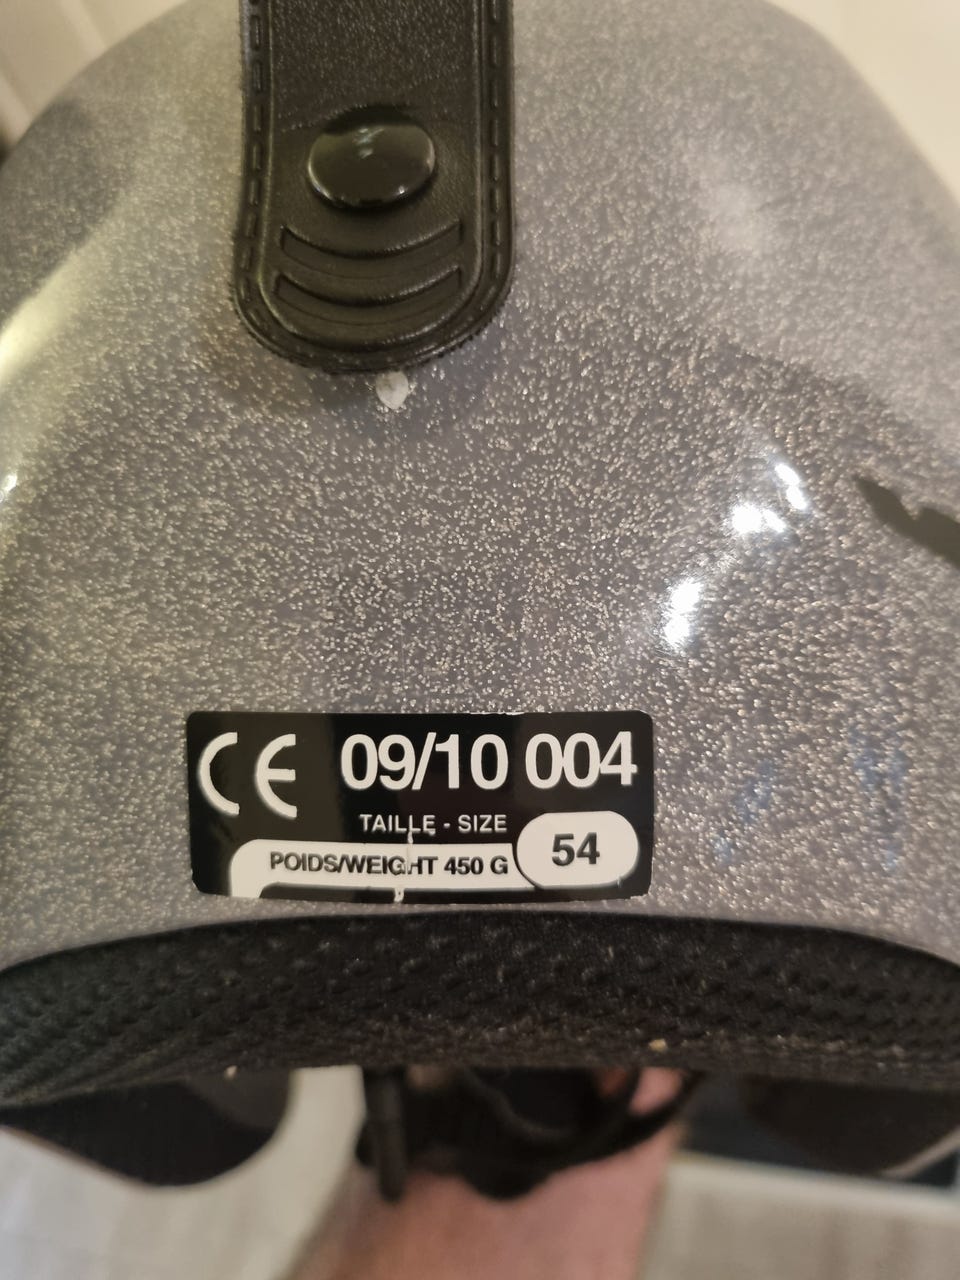 CE 09/10 004
TAILLE - SIZE
54
POIDS/WEIGHT 450 G